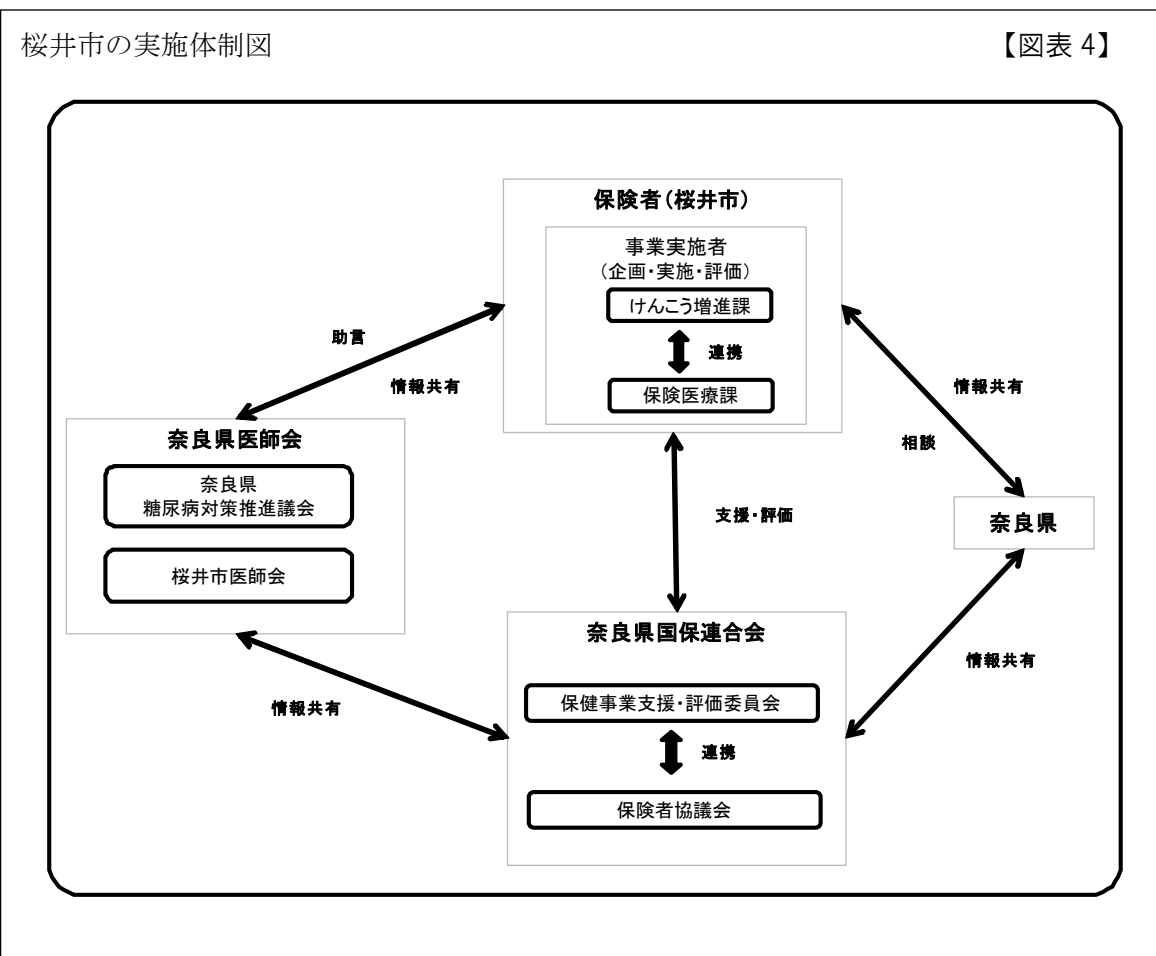 桜井市の実施体制図
【図表 4】
保険者(桜井市)
事業実施者
(企画・実施・評価)
けんこう増進課
連携
保険医療課
助言
情報共有
情報共有
相談
奈良県医師会
奈良県
糖尿病対策推進議会
桜井市医師会
支援・評価
奈良県
奈良県国保連合会
保健事業支援・評価委員会
連携
保険者協議会
情報共有
情報共有